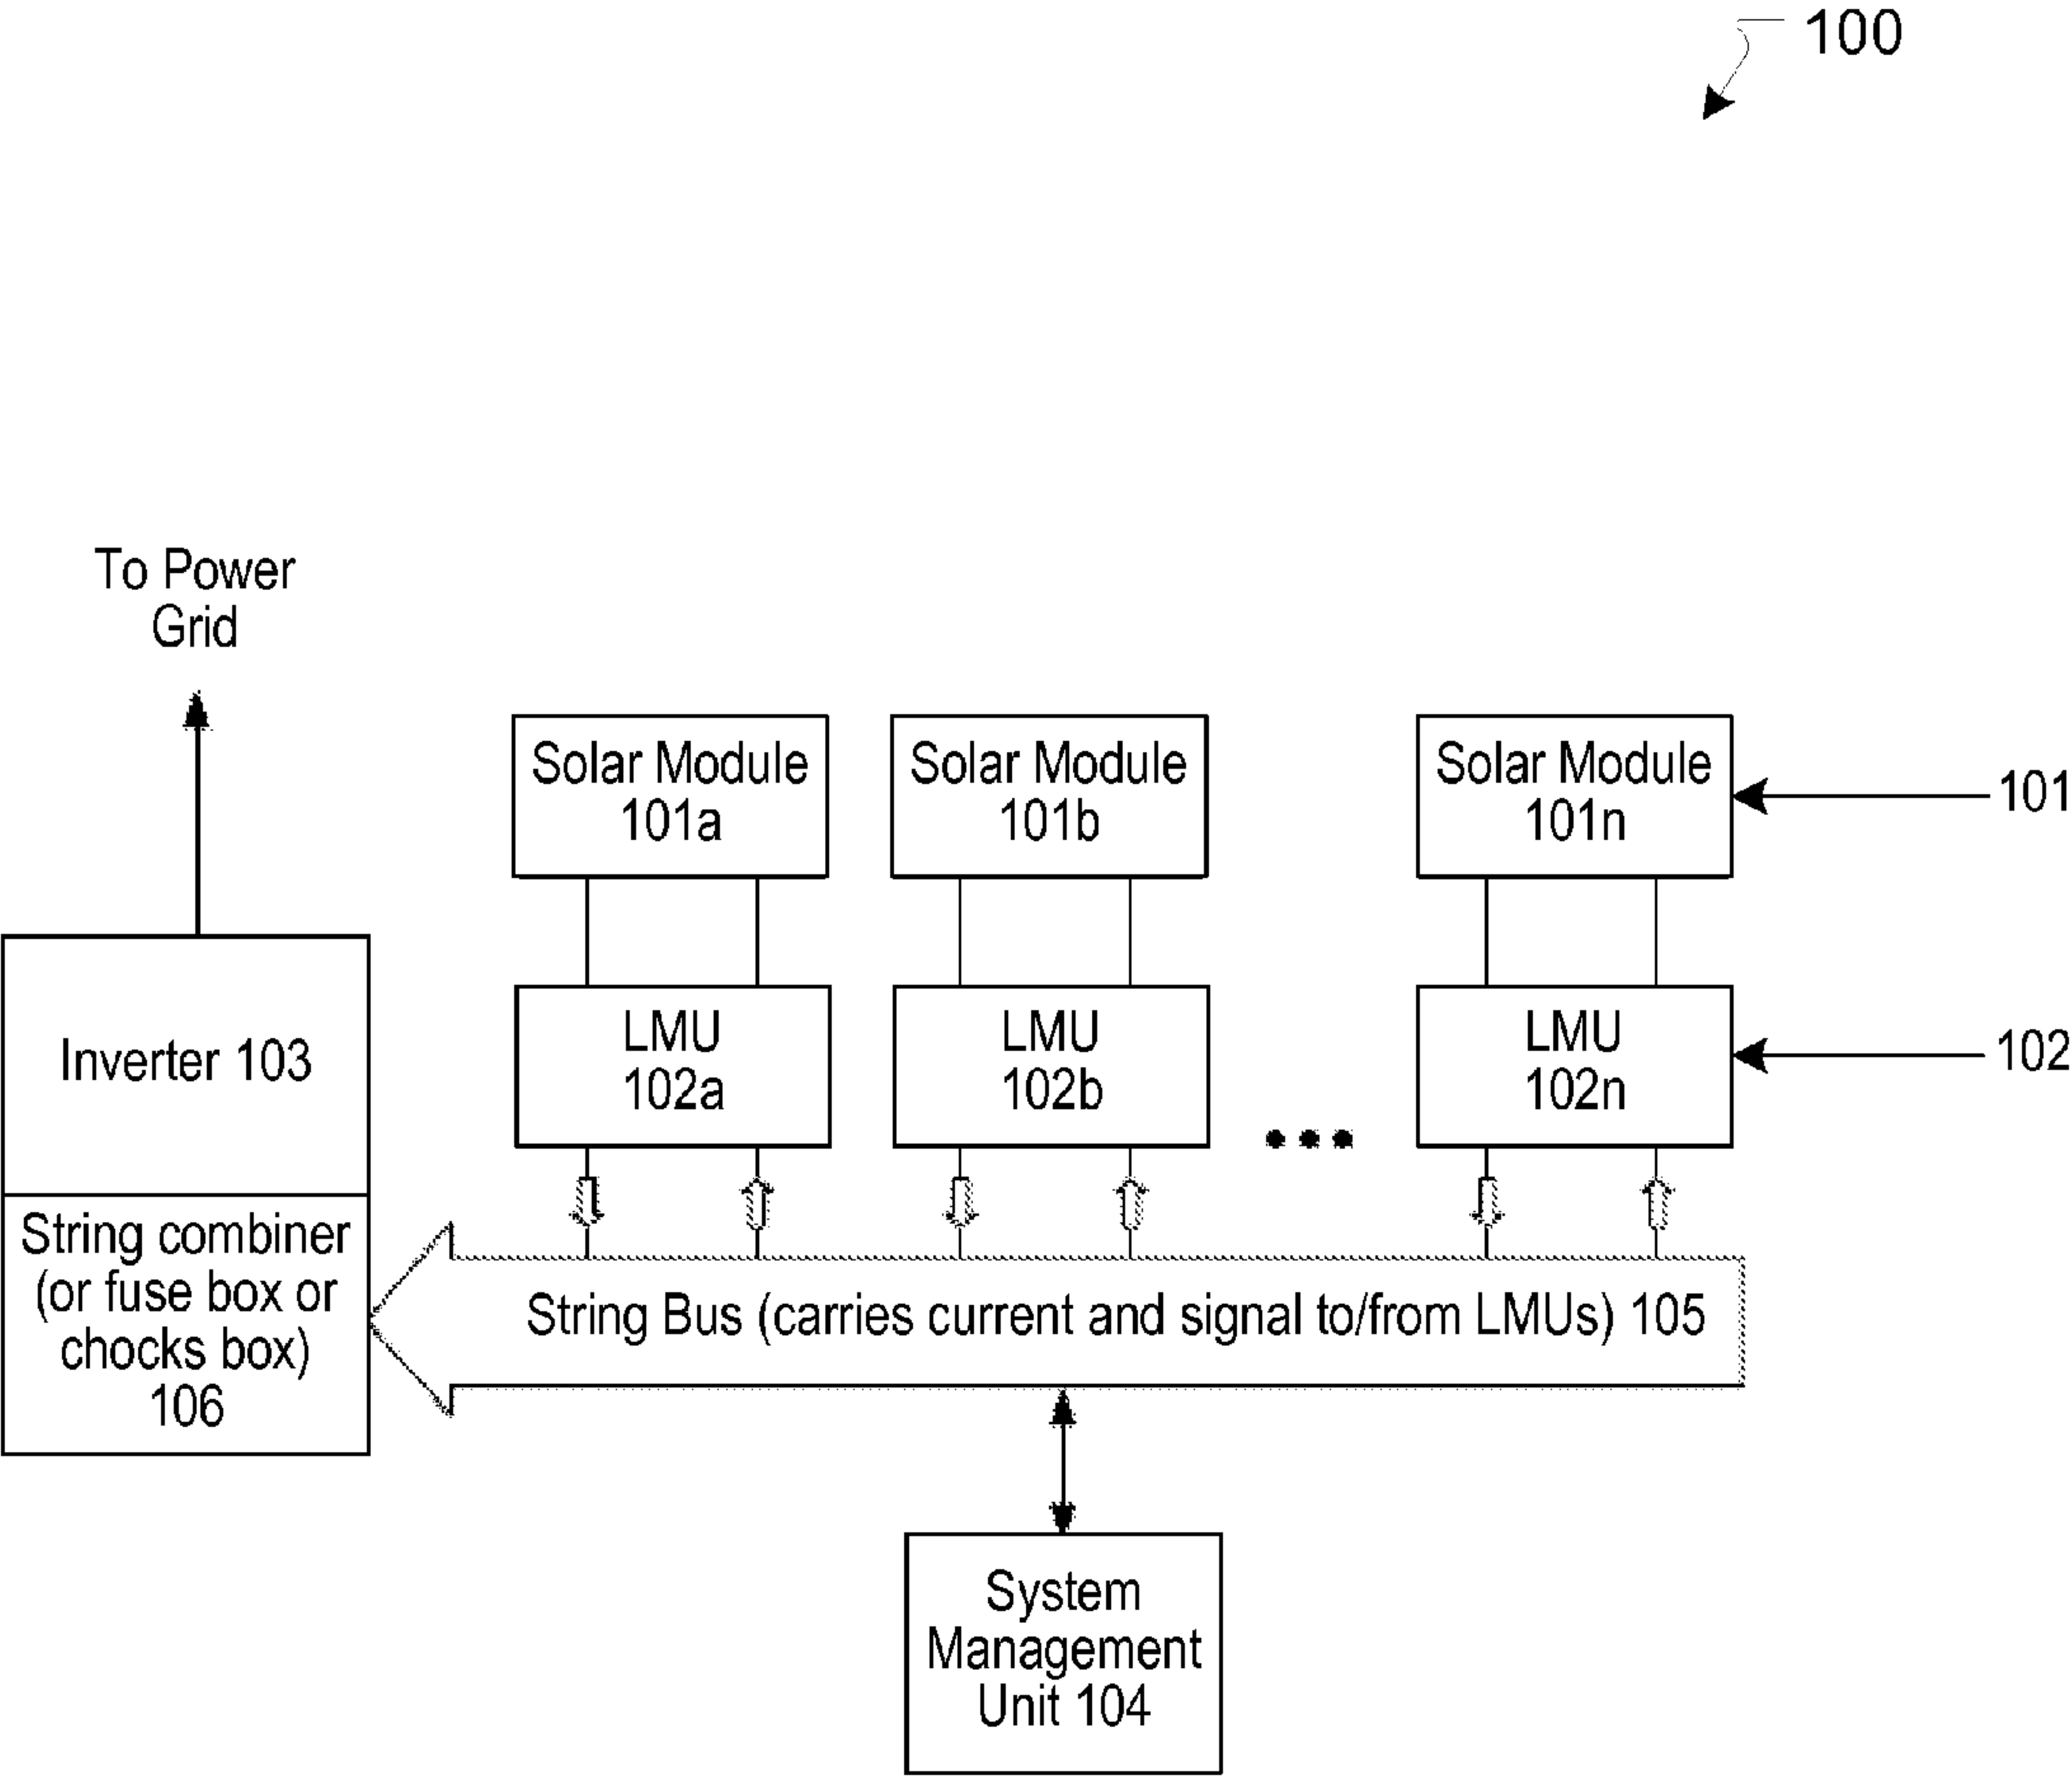 100
To Power
Grid
Solar Module
101a
Solar Module
101b
Solar Module
101n
101
Inverter 103
LMU
102a
LMU
102b
LMU
102n
102
String combiner
(or fuse box or
chocks box)
106
String Bus (carries current and signal to/from LMUs) 105
System
Management
Unit 104